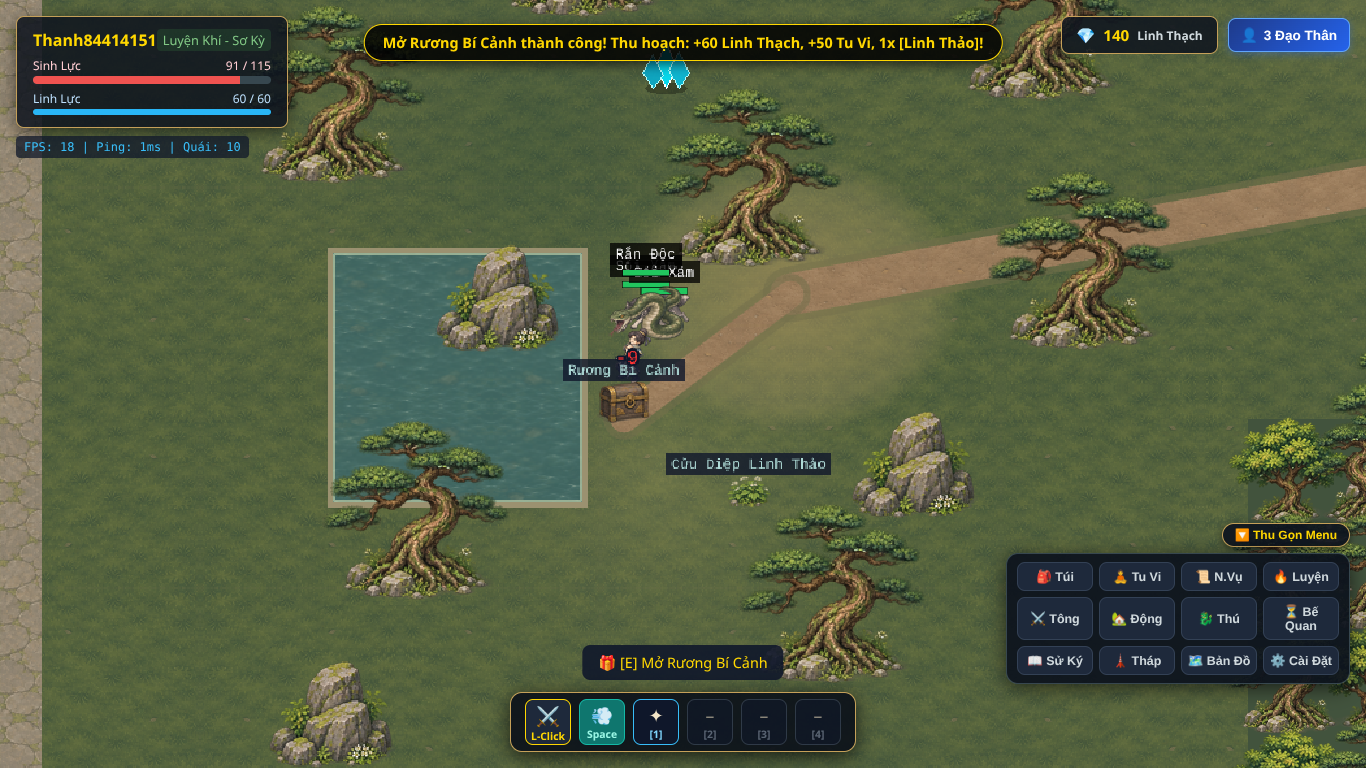 Thanh84414151 Luyện Khí - Sơ Kỳ
Sinh Lực 91 / 115
Linh Lực 60 / 60
FPS: 18 | Ping: 1ms | Quái: 10
Mở Rương Bí Cảnh thành công! Thu hoạch: +60 Linh Thạch, +50 Tu Vi, 1x [Linh Thảo]!
140 Linh Thạch
3 Đạo Thân
Rắn Độc
Xám
-9
Rương Bí Cảnh
Cửu Diệp Linh Thảo
Thu Gọn Menu
Túi Tu Vi N.Vụ Luyện
Tông Động Thú Bế Quan
Sử Ký Tháp Bản Đồ Cài Đặt
[E] Mở Rương Bí Cảnh
L-Click Space [1] [2] [3] [4]